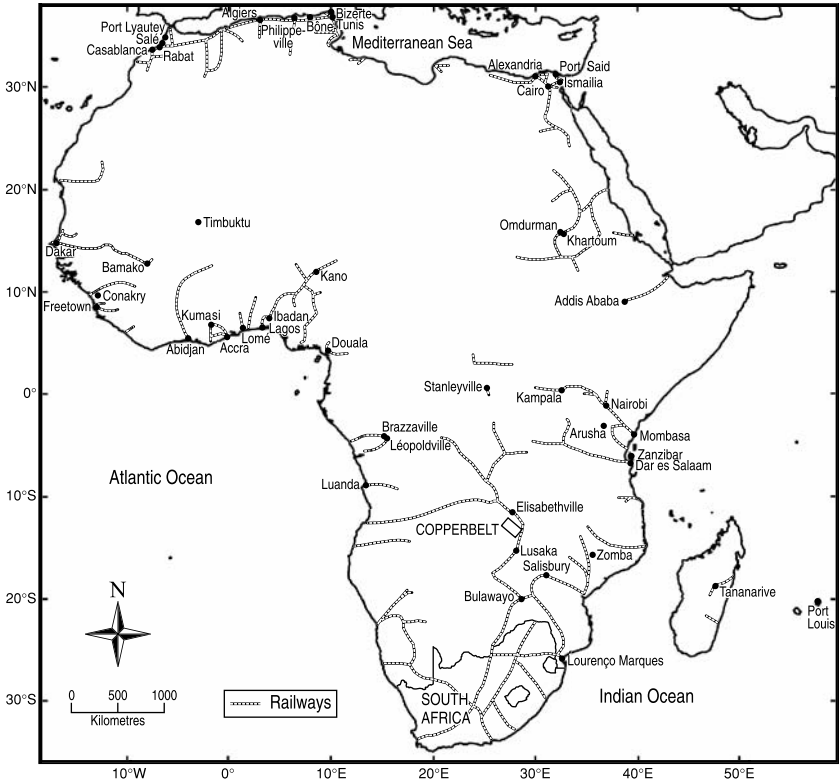 Algiers
Bizerte
Port Lyautey
Philippe-
ville
Bône
Tunis
Salé
Casablanca
Rabat
Mediterranean Sea
Alexandria
Port Said
Ismailia
Cairo
30°N
20°N
Timbuktu
Omdurman
Khartoum
Dakar
Bamako
Kano
10°N
Conakry
Addis Ababa
Freetown
Kumasi
Ibadan
Lagos
Lomé
Abidjan
Accra
Douala
0°
Stanleyville
Kampala
Nairobi
Brazzaville
Arusha
Mombasa
Léopoldville
Zanzibar
Dar es Salaam
Atlantic Ocean
Luanda
10°S
Elisabethville
COPPERBELT
Lusaka
Zomba
Salisbury
N
Bulawayo
Tananarive
20°S
Port
Louis
Lourenço Marques
0 500 1000
Kilometres
Railways
SOUTH
AFRICA
Indian Ocean
30°S
10°W 0° 10°E 20°E 30°E 40°E 50°E